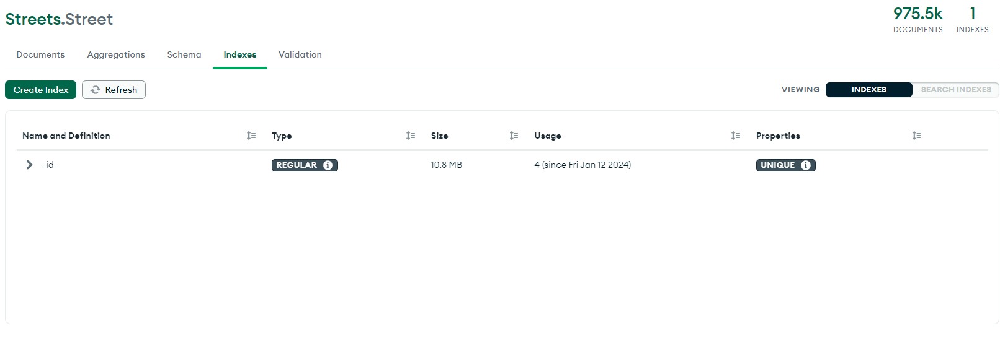 Streets.Street
975.5k 1
DOCUMENTS INDEXES
Documents Aggregations Schema Indexes Validation
Create Index Refresh VIEWING INDEXES SEARCH INDEXES
Name and Definition Type Size Usage Properties
_id_ REGULAR 10.8 MB 4 (since Fri Jan 12 2024) UNIQUE